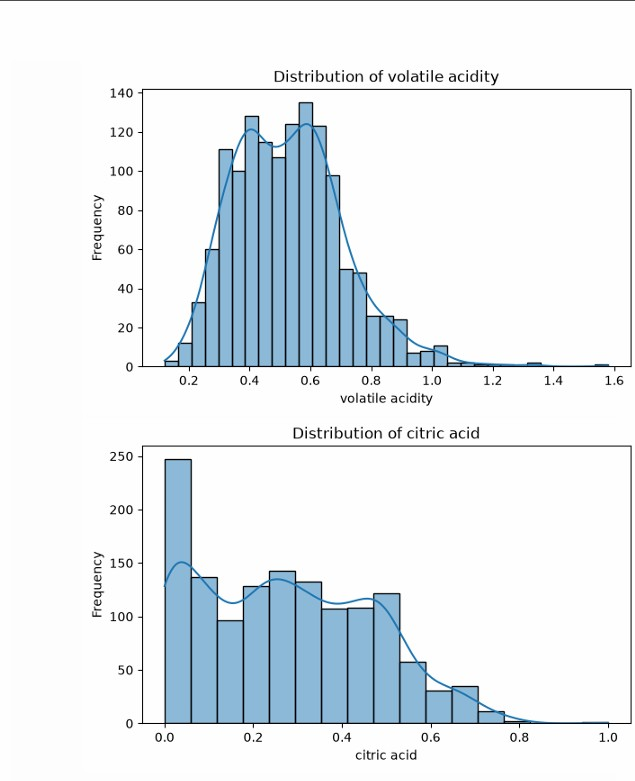 Distribution of volatile acidity
140
120
100
80
60
40
20
0
Frequency
0.2 0.4 0.6 0.8 1.0 1.2 1.4 1.6
volatile acidity
Distribution of citric acid
250
200
150
100
50
0
Frequency
0.0 0.2 0.4 0.6 0.8 1.0
citric acid